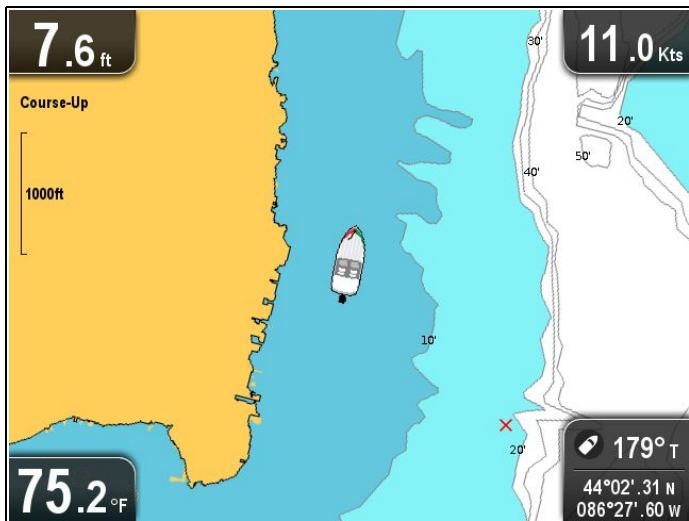 7.6 ft
11.0 Kts
Course-Up
1000ft
30'
20'
50'
40'
10'
20'
75.2 °F
179° T
44°02'.31 N
086°27'.60 W